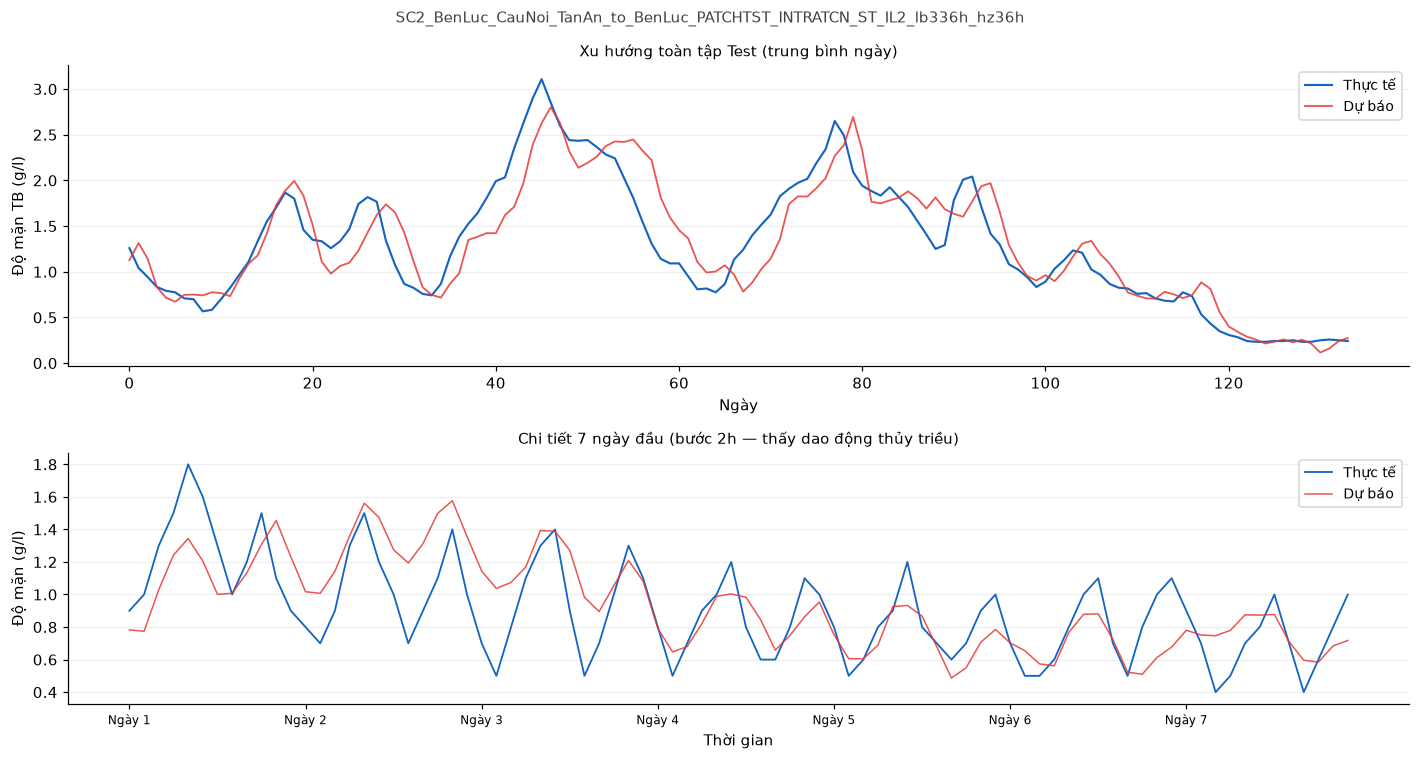 SC2_BenLuc_CauNoi_TanAn_to_BenLuc_PATCHTST_INTRATCN_ST_IL2_lb336h_hz36h
Xu hướng toàn tập Test (trung bình ngày)
Độ mặn TB (g/l)
3.0
2.5
2.0
1.5
1.0
0.5
0.0
Thực tế
Dự báo
0 20 40 60 80 100 120
Ngày
Chi tiết 7 ngày đầu (bước 2h — thấy dao động thủy triều)
Độ mặn (g/l)
1.8
1.6
1.4
1.2
1.0
0.8
0.6
0.4
Thực tế
Dự báo
Ngày 1 Ngày 2 Ngày 3 Ngày 4 Ngày 5 Ngày 6 Ngày 7
Thời gian